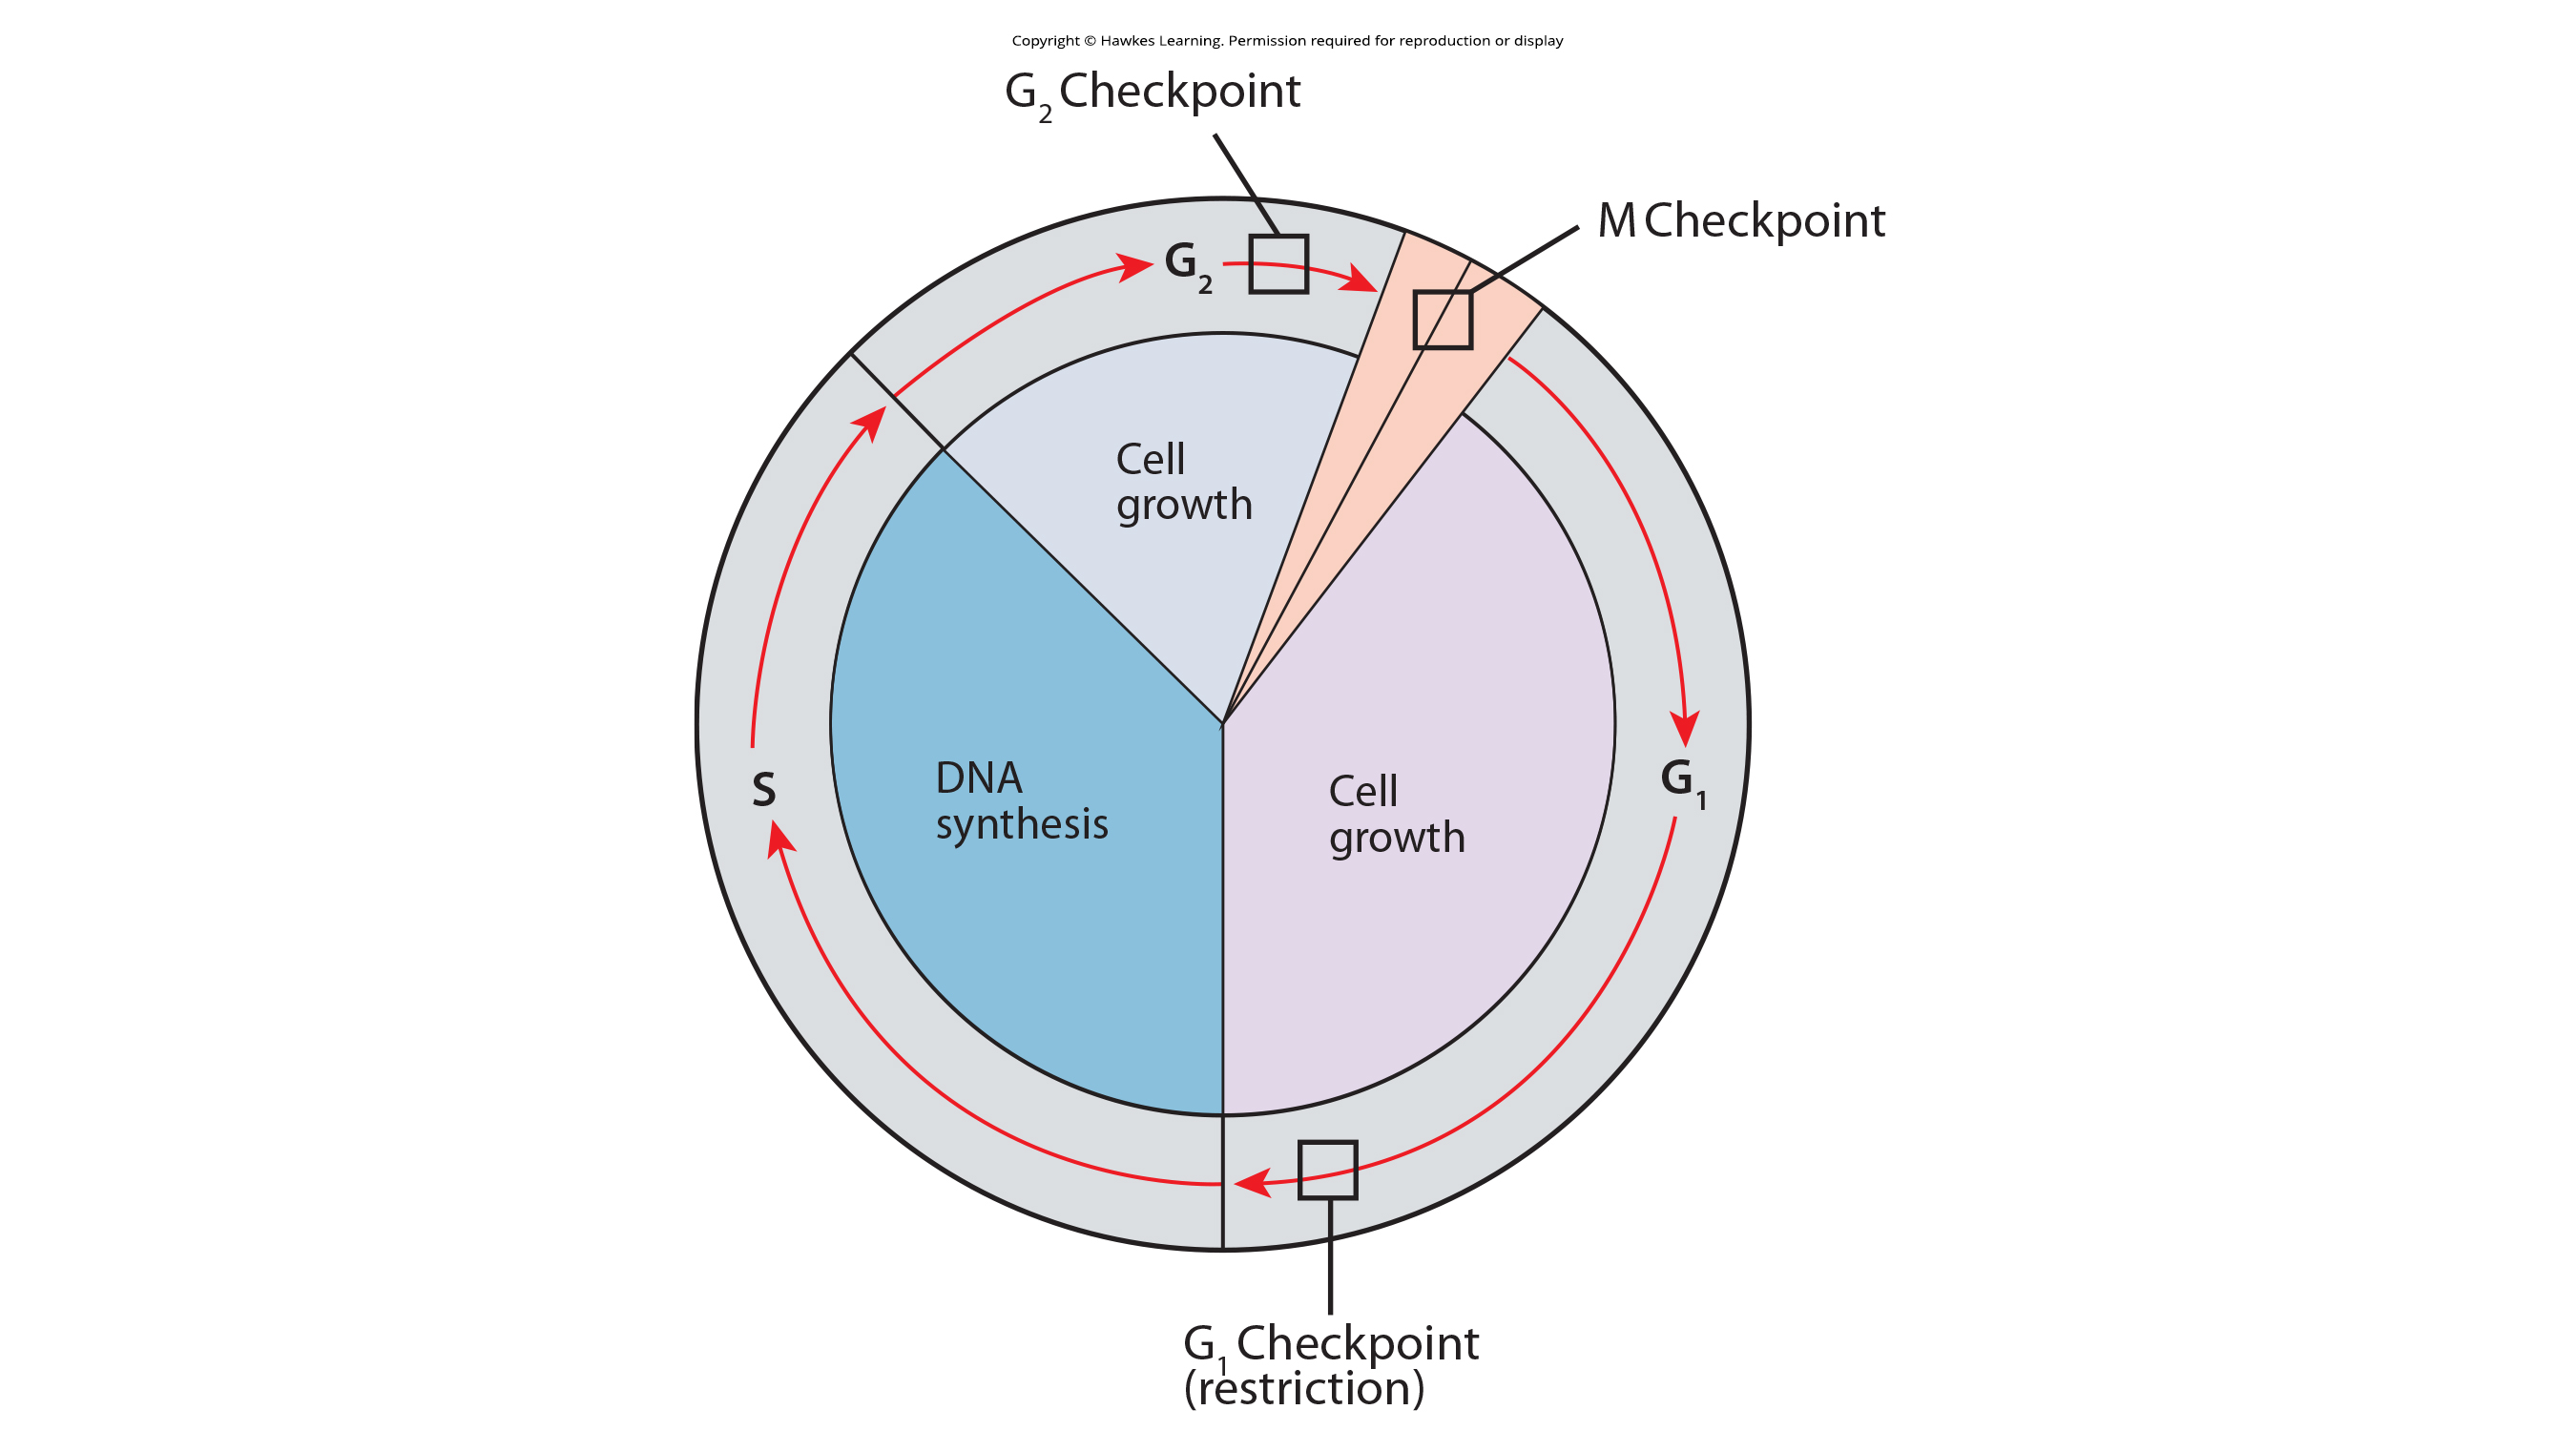 Copyright © Hawkes Learning. Permission required for reproduction or display
G₂ Checkpoint
M Checkpoint
G₂
Cell
growth
S
DNA
synthesis
Cell
growth
G₁
G₁ Checkpoint
(restriction)